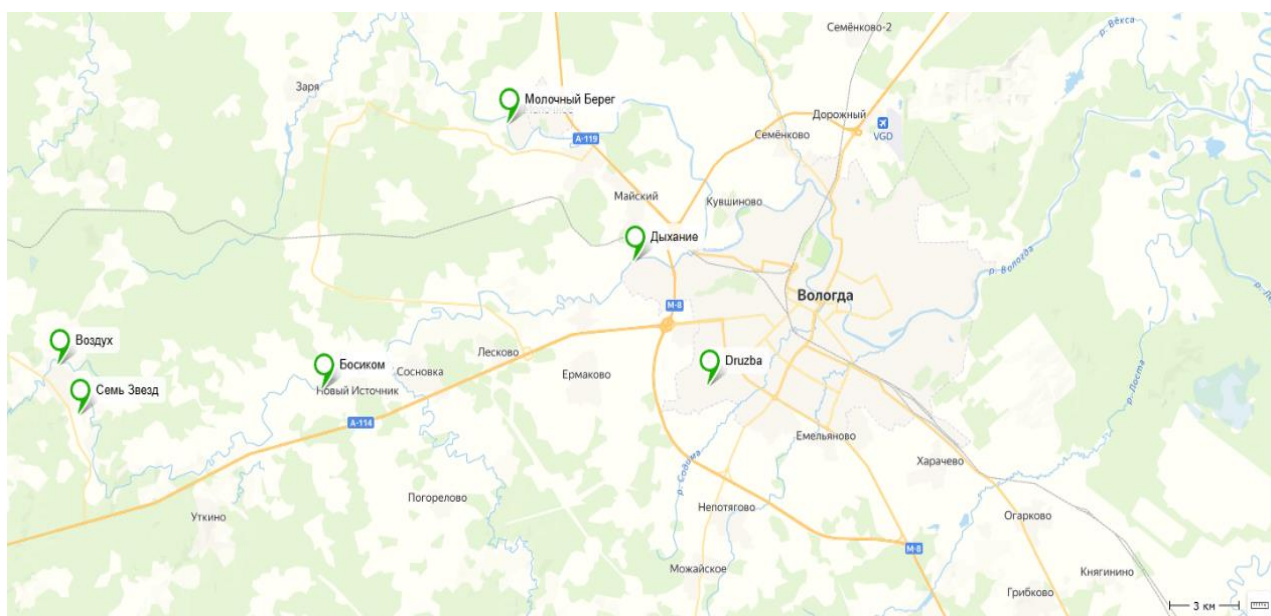 Семёнково-2
р. Вёкса
Заря
Молочный Берег
Дорожный
А-119
Семёнково
VGD
Майский
Кувшиново
Дыхание
р. Вологда
Вологда
М-8
Воздух
Лесково
Босиком
Сосновка
Druzba
Ермаково
Семь Звезд
Новый Источник
р. Лоста
А-114
Емельяново
Харачево
р. Содима
Погорелово
Непотягово
Уткино
Огарково
М-8
Можайское
Княгинино
Грибково
3 км